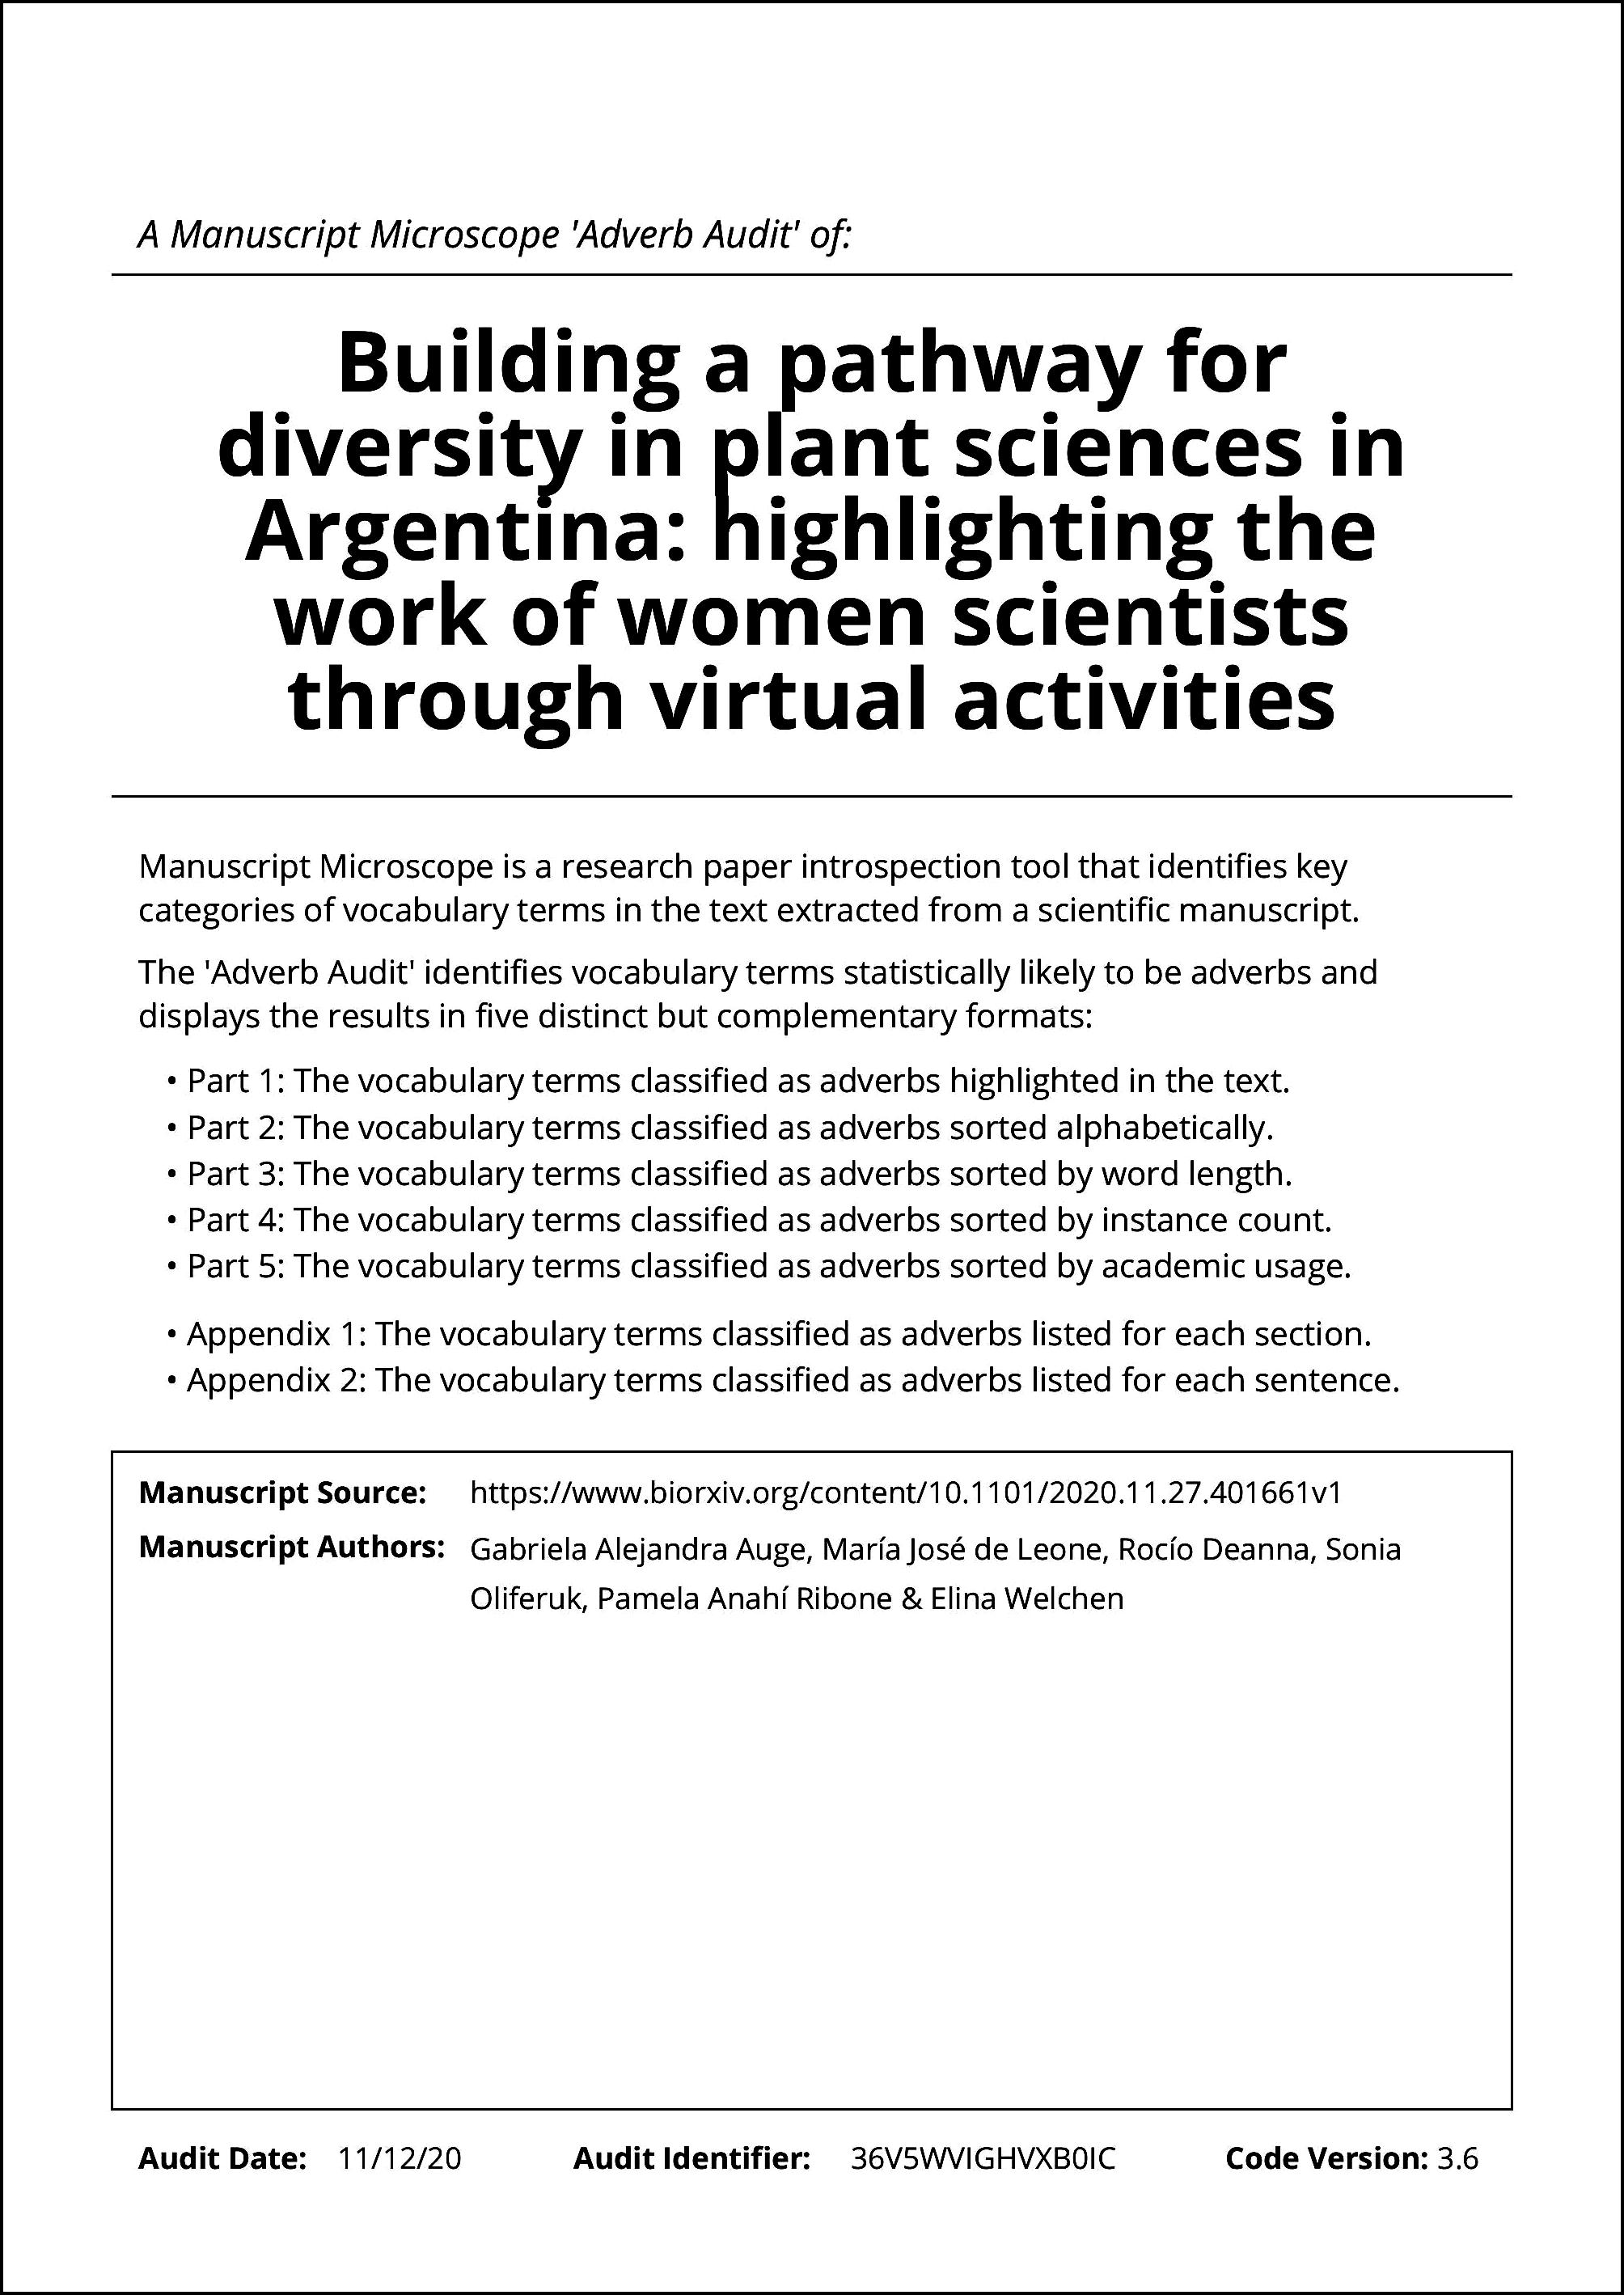 A Manuscript Microscope 'Adverb Audit' of:
Building a pathway for
diversity in plant sciences in
Argentina: highlighting the
work of women scientists
through virtual activities
Manuscript Microscope is a research paper introspection tool that identifies key
categories of vocabulary terms in the text extracted from a scientific manuscript.
The 'Adverb Audit' identifies vocabulary terms statistically likely to be adverbs and
displays the results in five distinct but complementary formats:
• Part 1: The vocabulary terms classified as adverbs highlighted in the text.
• Part 2: The vocabulary terms classified as adverbs sorted alphabetically.
• Part 3: The vocabulary terms classified as adverbs sorted by word length.
• Part 4: The vocabulary terms classified as adverbs sorted by instance count.
• Part 5: The vocabulary terms classified as adverbs sorted by academic usage.
• Appendix 1: The vocabulary terms classified as adverbs listed for each section.
• Appendix 2: The vocabulary terms classified as adverbs listed for each sentence.
Manuscript Source: https://www.biorxiv.org/content/10.1101/2020.11.27.401661v1
Manuscript Authors: Gabriela Alejandra Auge, María José de Leone, Rocío Deanna, Sonia
Oliferuk, Pamela Anahí Ribone & Elina Welchen
Audit Date: 11/12/20 Audit Identifier: 36V5WVIGHVXB0IC Code Version: 3.6